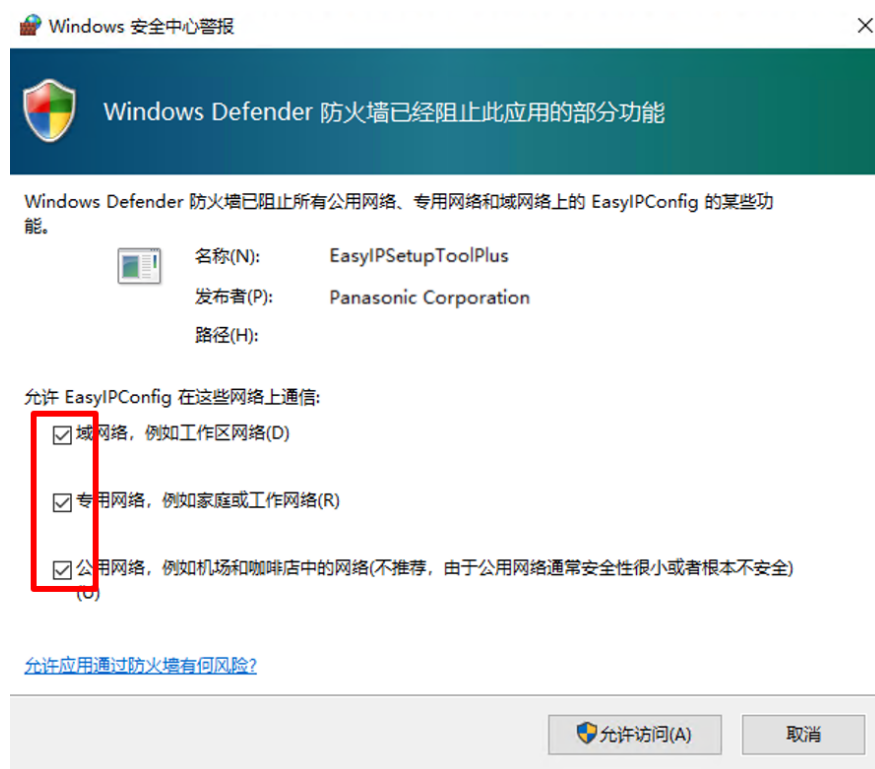 Windows 安全中心警报
Windows Defender 防火墙已经阻止此应用的部分功能
Windows Defender 防火墙已阻止所有公用网络、专用网络和域网络上的 EasyIPConfig 的某些功
能。
名称(N): EasyIPSetupToolPlus
发布者(P): Panasonic Corporation
路径(H):
允许 EasyIPConfig 在这些网络上通信:
域网络，例如工作区网络(D)
专用网络，例如家庭或工作网络(R)
公用网络，例如机场和咖啡店中的网络(不推荐，由于公用网络通常安全性很小或者根本不安全)
(U)
允许应用通过防火墙有何风险?
允许访问(A) 取消